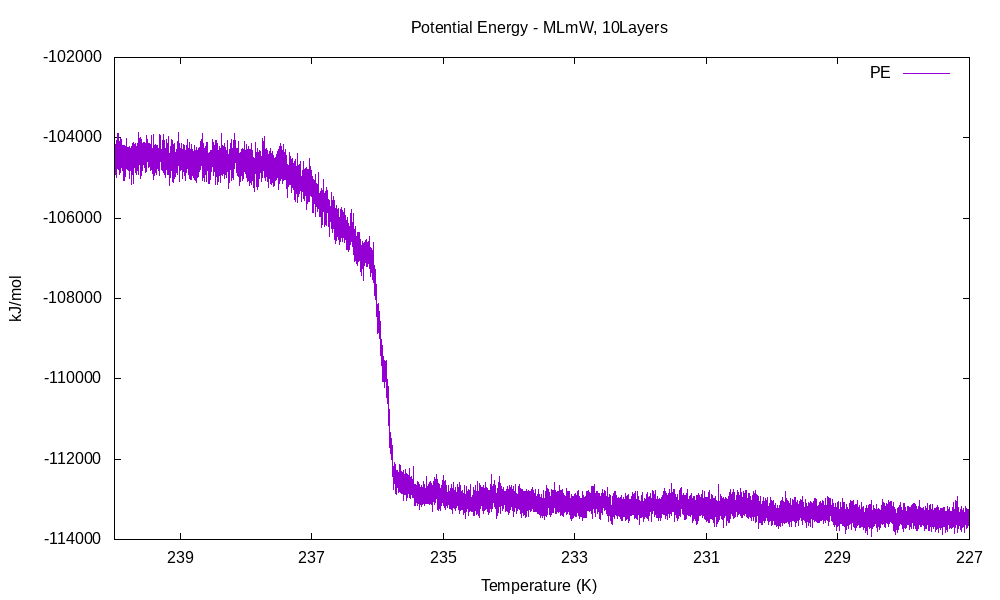 Potential Energy - MLmW, 10Layers
PE
-102000
-104000
-106000
-108000
-110000
-112000
-114000
kJ/mol
239 237 235 233 231 229 227
Temperature (K)